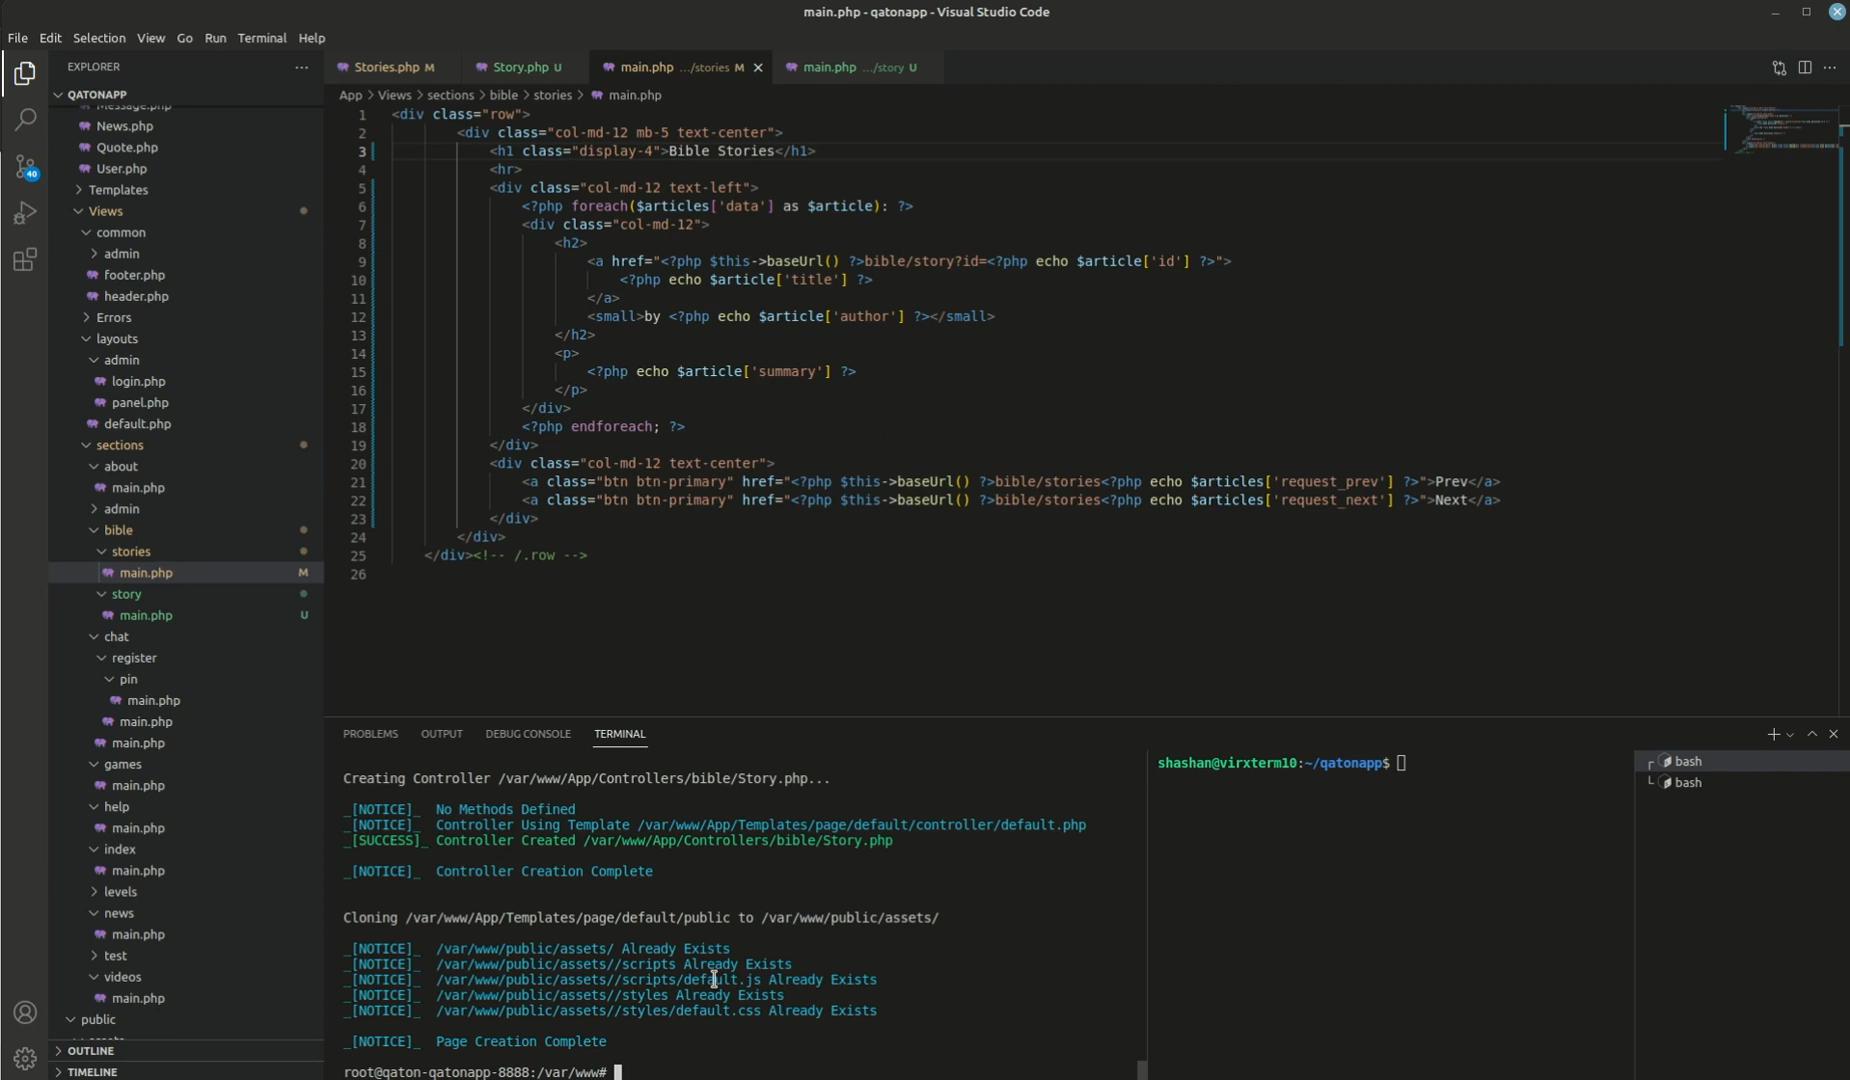 main.php - qatonapp - Visual Studio Code
File Edit Selection View Go Run Terminal Help
EXPLORER
QATONAPP
Message.php
News.php
Quote.php
User.php
Templates
Views
common
admin
footer.php
header.php
Errors
layouts
admin
login.php
panel.php
default.php
sections
about
main.php
admin
bible
stories
main.php M
story
main.php U
chat
register
pin
main.php
main.php
main.php
games
main.php
help
main.php
index
main.php
levels
news
main.php
test
videos
main.php
public
OUTLINE
TIMELINE
40
Stories.php M Story.php U main.php .../stories M main.php .../story U
App > Views > sections > bible > stories > main.php
1 <div class="row">
2 <div class="col-md-12 mb-5 text-center">
3 <h1 class="display-4">Bible Stories</h1>
4 <hr>
5 <div class="col-md-12 text-left">
6 <?php foreach($articles['data'] as $article): ?>
7 <div class="col-md-12">
8 <h2>
9 <a href="<?php $this->baseUrl() ?>bible/story?id=<?php echo $article['id'] ?>">
10 <?php echo $article['title'] ?>
11 </a>
12 <small>by <?php echo $article['author'] ?></small>
13 </h2>
14 <p>
15 <?php echo $article['summary'] ?>
16 </p>
17 </div>
18 <?php endforeach; ?>
19 </div>
20 <div class="col-md-12 text-center">
21 <a class="btn btn-primary" href="<?php $this->baseUrl() ?>bible/stories<?php echo $articles['request_prev'] ?>">Prev</a>
22 <a class="btn btn-primary" href="<?php $this->baseUrl() ?>bible/stories<?php echo $articles['request_next'] ?>">Next</a>
23 </div>
24 </div>
25 </div><!-- /.row -->
26
PROBLEMS OUTPUT DEBUG CONSOLE TERMINAL
Creating Controller /var/www/App/Controllers/bible/Story.php...
_[NOTICE]_ No Methods Defined
_[NOTICE]_ Controller Using Template /var/www/App/Templates/page/default/controller/default.php
_[SUCCESS]_ Controller Created /var/www/App/Controllers/bible/Story.php
_[NOTICE]_ Controller Creation Complete
Cloning /var/www/App/Templates/page/default/public to /var/www/public/assets/
_[NOTICE]_ /var/www/public/assets/ Already Exists
_[NOTICE]_ /var/www/public/assets//scripts Already Exists
_[NOTICE]_ /var/www/public/assets//scripts/default.js Already Exists
_[NOTICE]_ /var/www/public/assets//styles Already Exists
_[NOTICE]_ /var/www/public/assets//styles/default.css Already Exists
_[NOTICE]_ Page Creation Complete
root@qaton-qatonapp-8888:/var/www#
shashan@virxterm10:~/qatonapp$
bash
bash